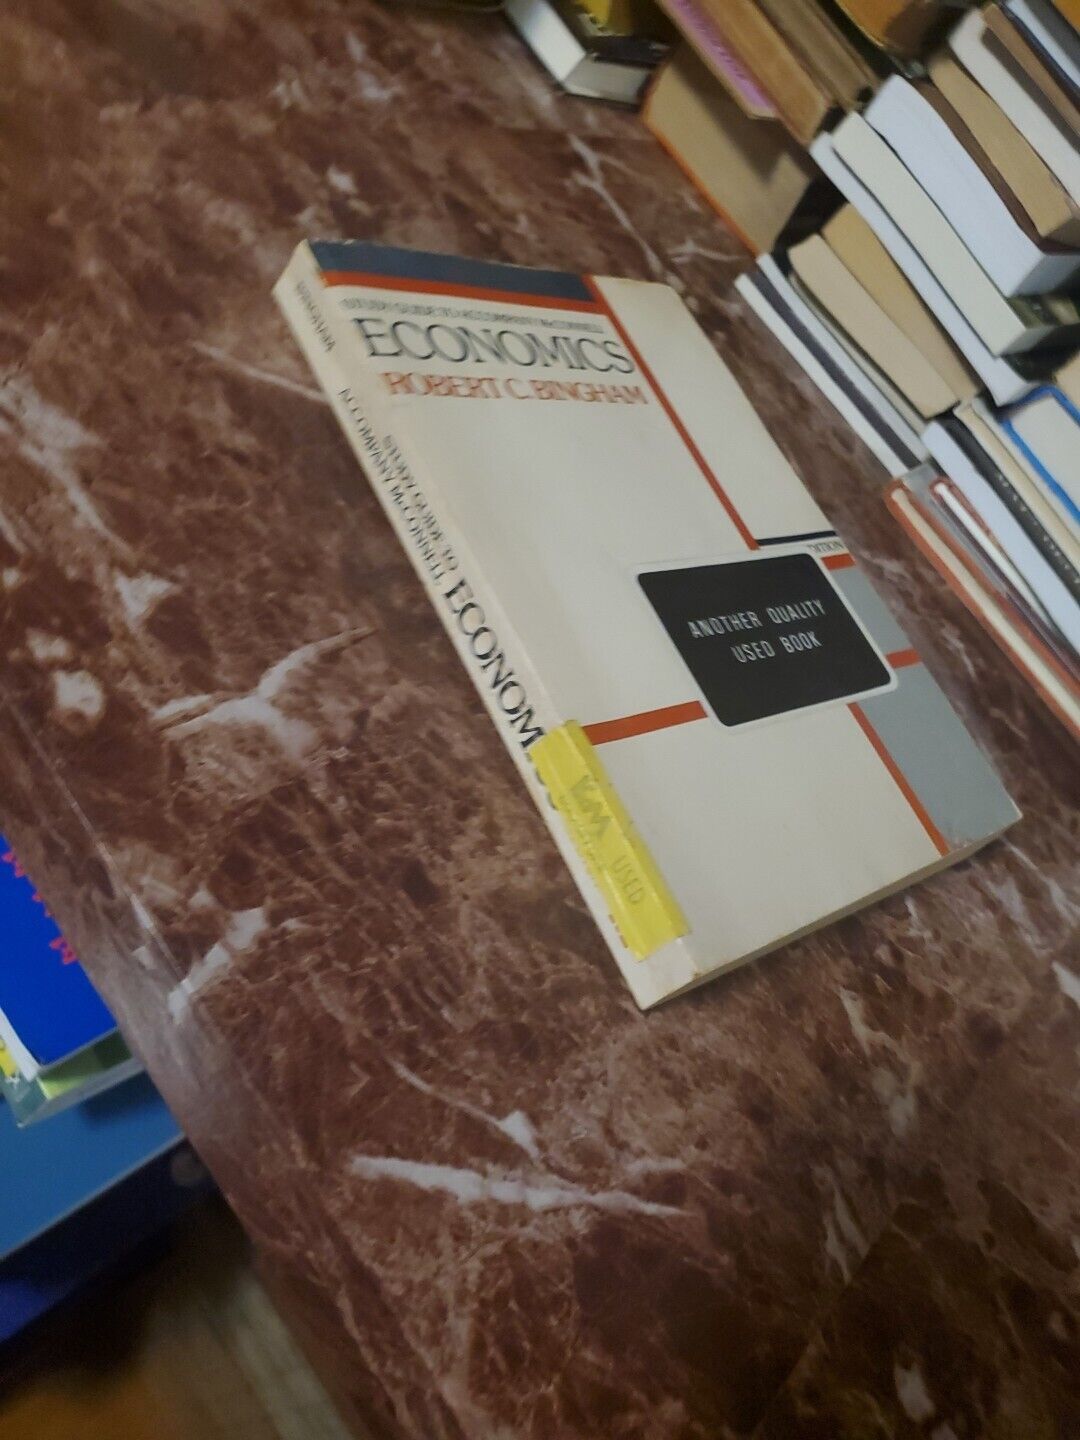 STUDY GUIDE TO ACCOMPANY McCONNELL
ECONOMICS
ROBERT C. BINGHAM
EDITION
ANOTHER QUALITY
USED BOOK
BINGHAM
STUDY GUIDE TO
ACCOMPANY McCONNELL
ECONOMICS
USED